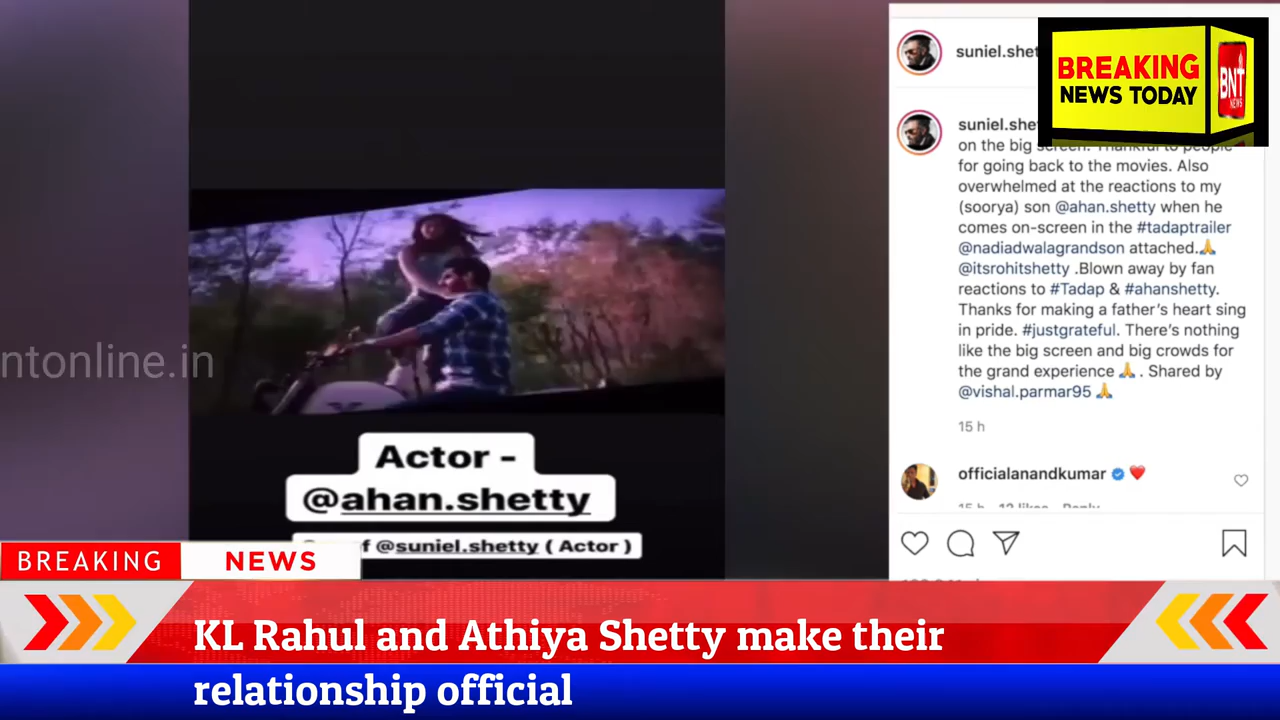 suniel.shet
BREAKING
NEWS TODAY
BNT
NEWS
suniel.she
on the big screen. Thankful to people
for going back to the movies. Also
overwhelmed at the reactions to my
(soorya) son @ahan.shetty when he
comes on-screen in the #tadaptrailer
@nadiadwalagrandson attached.🙏
@itsrohitshetty .Blown away by fan
reactions to #Tadap & #ahanshetty.
Thanks for making a father's heart sing
in pride. #justgrateful. There's nothing
like the big screen and big crowds for
the grand experience 🙏 . Shared by
@vishal.parmar95 🙏
15 h
officialanandkumar ❤️
15 h 12 likes Reply
ntonline.in
Actor -
@ahan.shetty
f @suniel.shetty ( Actor )
BREAKING NEWS
KL Rahul and Athiya Shetty make their
relationship official